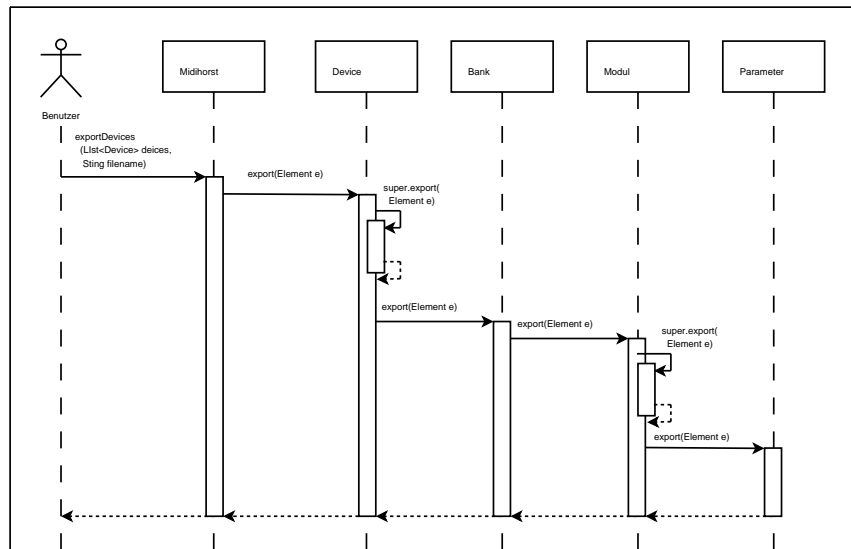 Midihorst
Device
Bank
Modul
Parameter
Benutzer
exportDevices
(LIst<Device> deices,
Sting filename)
export(Element e)
super.export(
Element e)
export(Element e)
export(Element e)
super.export(
Element e)
export(Element e)